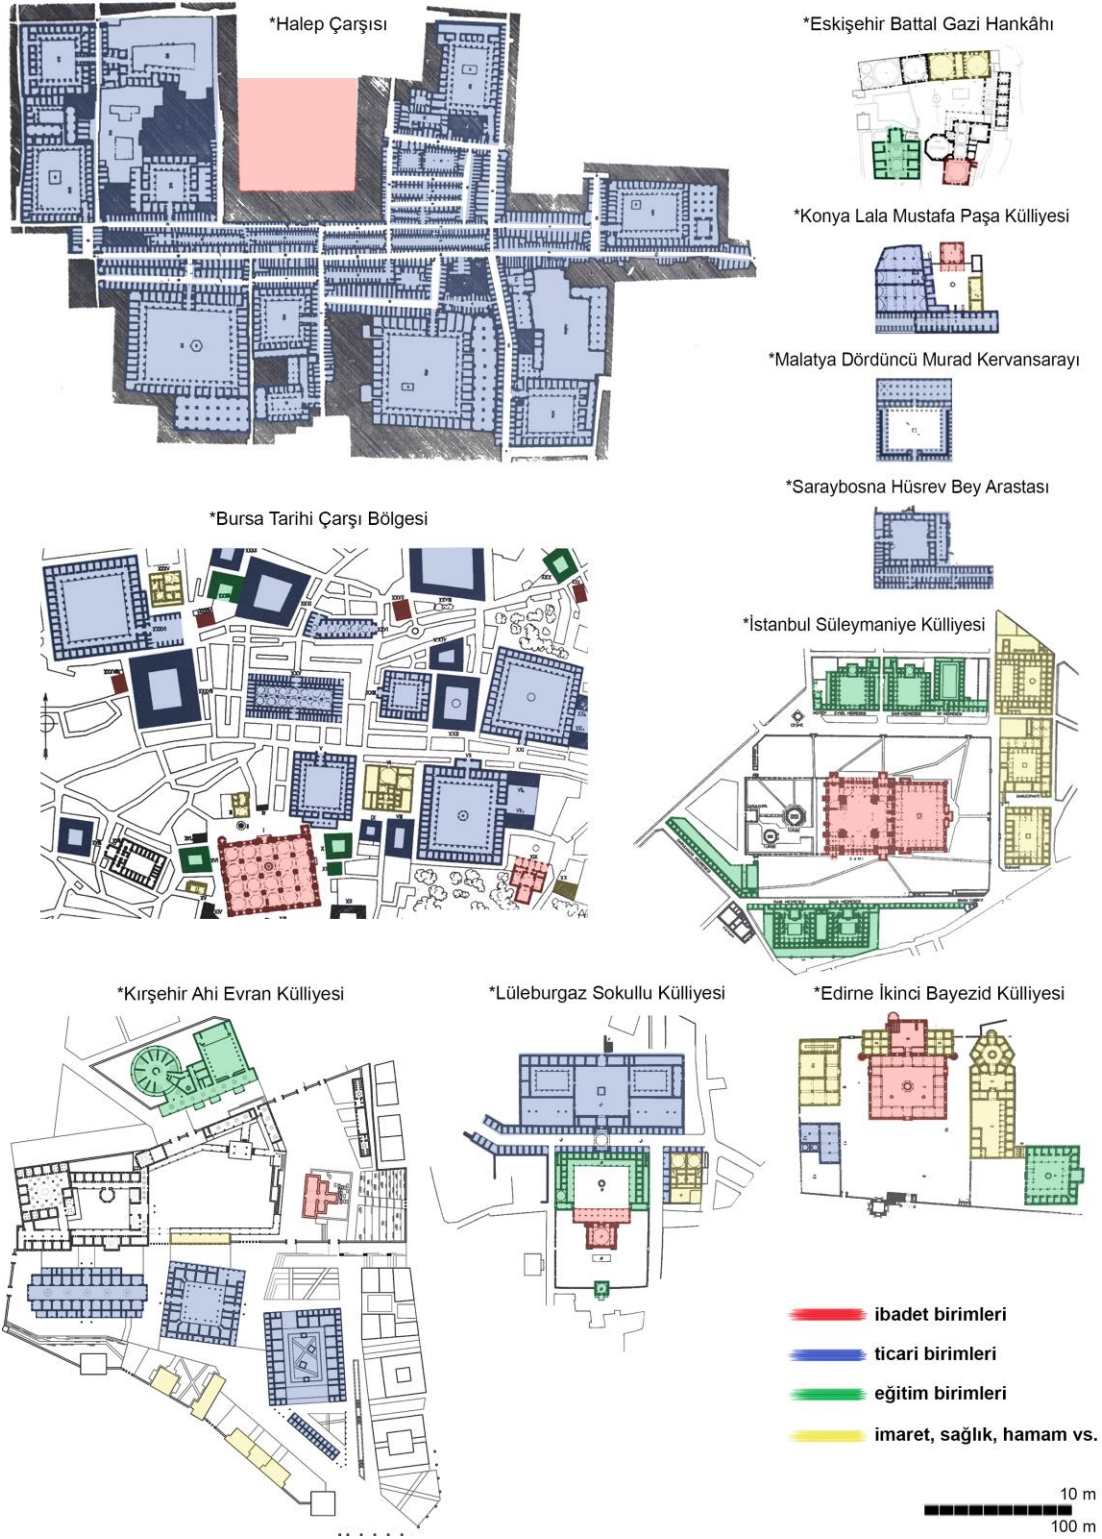 *Halep Çarşısı
*Eskişehir Battal Gazi Hankâhı
*Konya Lala Mustafa Paşa Külliyesi
*Malatya Dördüncü Murad Kervansarayı
*Saraybosna Hüsrev Bey Arastası
*Bursa Tarihi Çarşı Bölgesi
*İstanbul Süleymaniye Külliyesi
*Kırşehir Ahi Evran Külliyesi
*Lüleburgaz Sokullu Külliyesi
*Edirne İkinci Bayezid Külliyesi
ibadet birimleri
ticari birimleri
eğitim birimleri
imaret, sağlık, hamam vs.
10 m
100 m